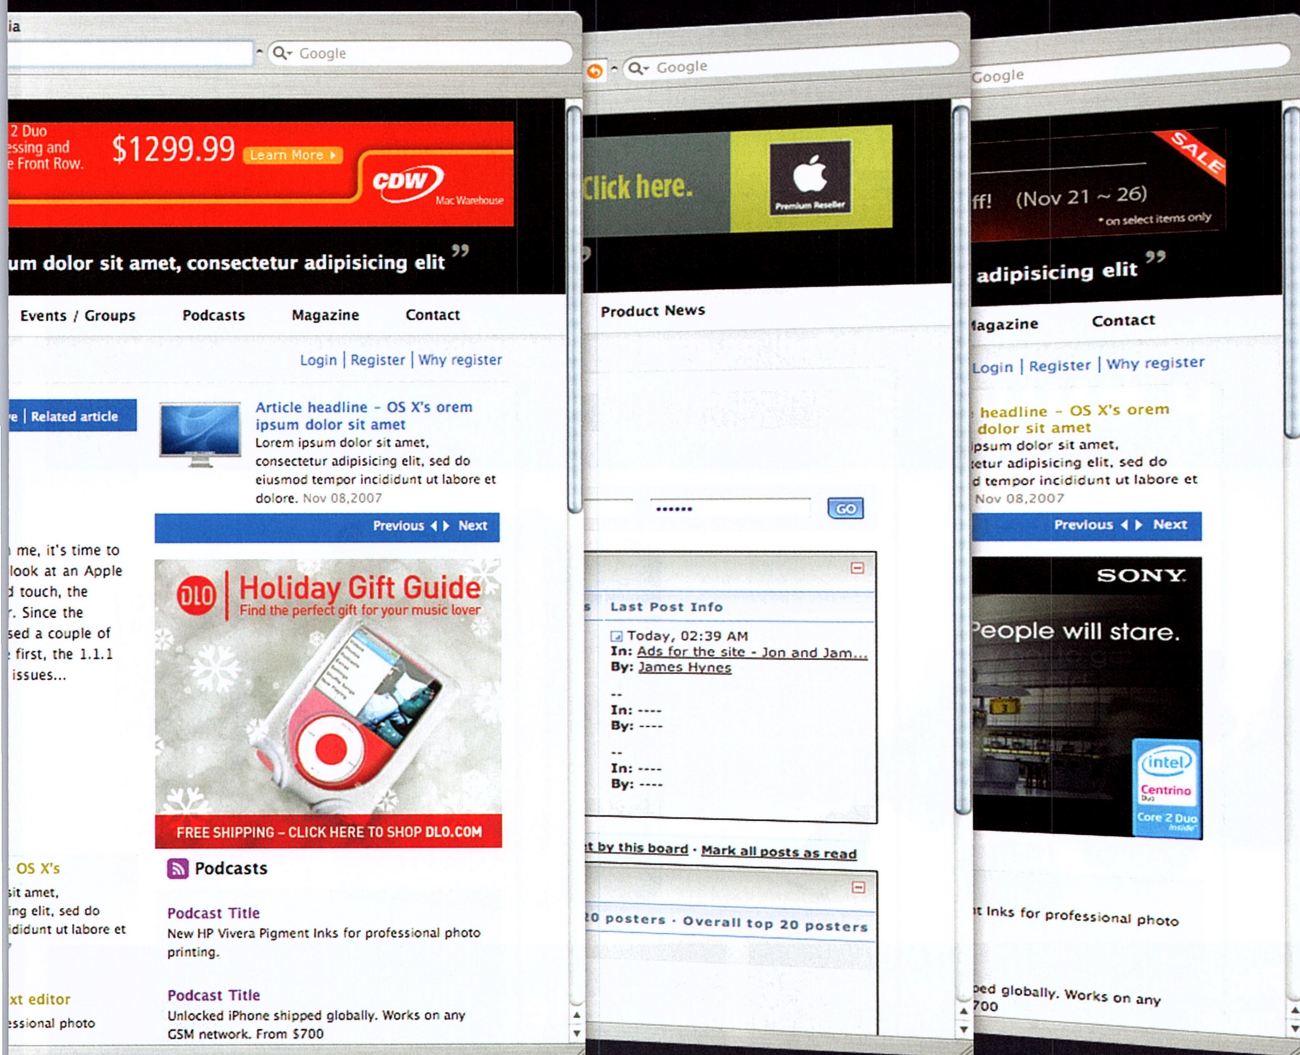 ia
Google
2 Duo
essing and
e Front Row.
$1299.99
Learn More
CDW
Mac Warehouse
um dolor sit amet, consectetur adipisicing elit ”
Events / Groups
Podcasts
Magazine
Contact
Login | Register | Why register
e | Related article
Article headline – OS X's orem
ipsum dolor sit amet
Lorem ipsum dolor sit amet,
consectetur adipisicing elit, sed do
eiusmod tempor incididunt ut labore et
dolore. Nov 08,2007
Previous Next
me, it's time to
look at an Apple
d touch, the
r. Since the
sed a couple of
first, the 1.1.1
issues...
DLO
Holiday Gift Guide
Find the perfect gift for your music lover
FREE SHIPPING – CLICK HERE TO SHOP DLO.COM
- OS X's
sit amet,
ing elit, sed do
ididunt ut labore et
xt editor
essional photo
Podcasts
Podcast Title
New HP Vivera Pigment Inks for professional photo
printing.
Podcast Title
Unlocked iPhone shipped globally. Works on any
GSM network. From $700
Google
Click here.
Premium Reseller
”
Product News
••••••
GO
s
Last Post Info
Today, 02:39 AM
In: Ads for the site - Jon and Jam...
By: James Hynes
--
In: ----
By: ----
--
In: ----
By: ----
t by this board · Mark all posts as read
20 posters · Overall top 20 posters
Google
SALE
ff! (Nov 21 ~ 26)
* on select items only
adipisicing elit ”
Magazine
Contact
Login | Register | Why register
headline – OS X's orem
dolor sit amet
ipsum dolor sit amet,
tetur adipisicing elit, sed do
d tempor incididunt ut labore et
Nov 08,2007
Previous Next
SONY
People will stare.
intel
Centrino
Duo
Core 2 Duo
inside™
t Inks for professional photo
ped globally. Works on any
700